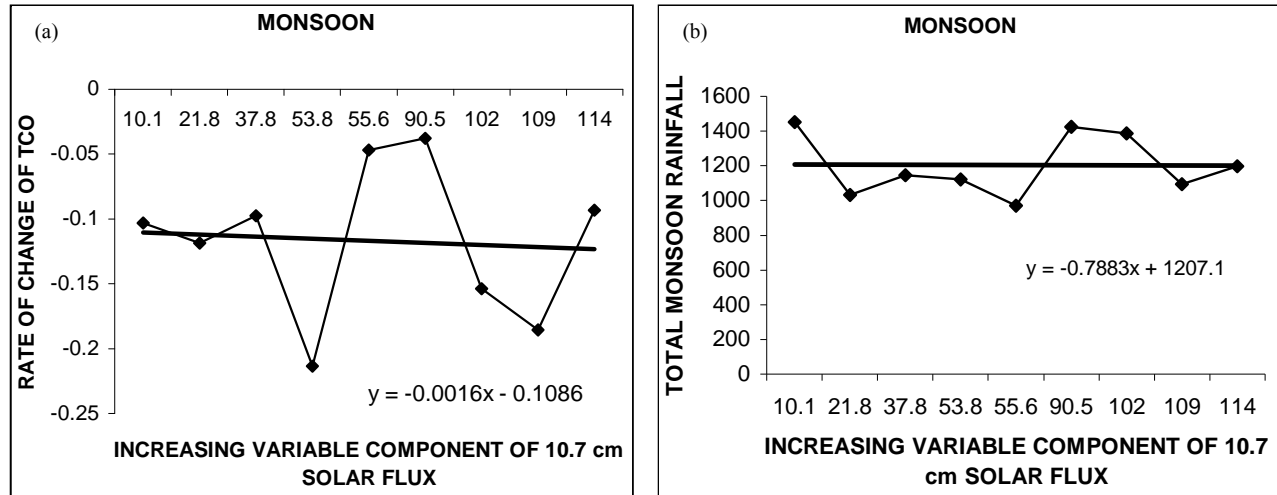 (a)
MONSOON
RATE OF CHANGE OF TCO
0
-0.05
-0.1
-0.15
-0.2
-0.25
10.1 21.8 37.8 53.8 55.6 90.5 102 109 114
y = -0.0016x - 0.1086
INCREASING VARIABLE COMPONENT OF 10.7 cm
SOLAR FLUX
(b)
MONSOON
TOTAL MONSOON RAINFALL
1600
1400
1200
1000
800
600
400
200
0
y = -0.7883x + 1207.1
10.1 21.8 37.8 53.8 55.6 90.5 102 109 114
INCREASING VARIABLE COMPONENT OF 10.7
cm SOLAR FLUX